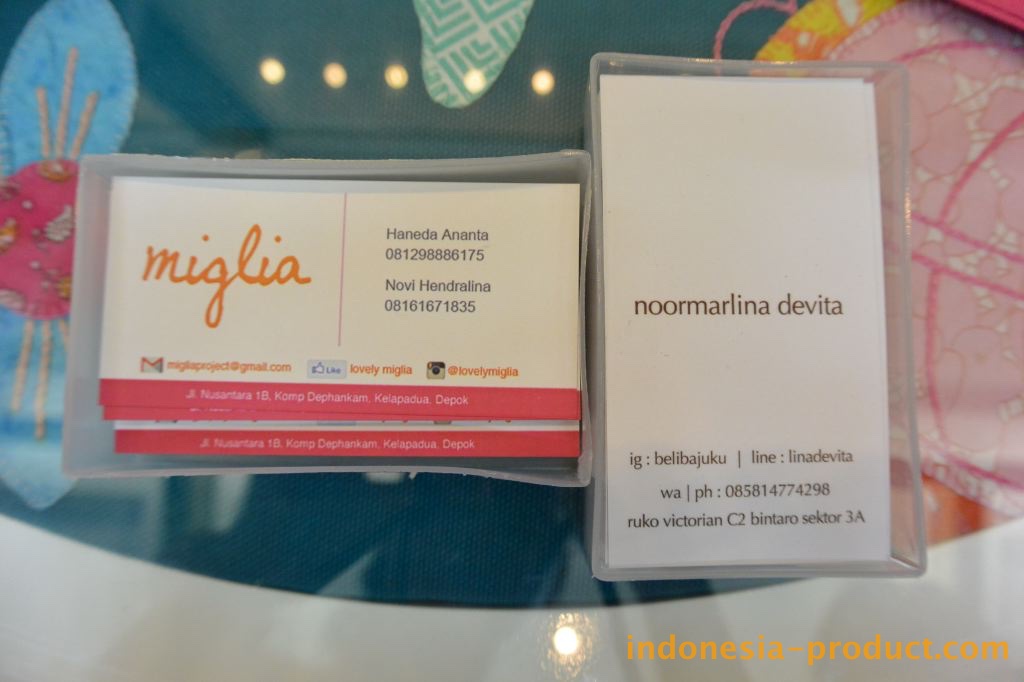 miglia
Haneda Ananta
081298886175
Novi Hendralina
08161671835
migliaproject@gmail.com Like lovely miglia @lovelymiglia
Jl. Nusantara 1B, Komp Dephankam, Kelapadua, Depok
Jl. Nusantara 1B, Komp Dephankam, Kelapadua, Depok
noormarlina devita
ig : belibajuku | line : linadevita
wa | ph : 085814774298
ruko victorian C2 bintaro sektor 3A
indonesia-product.com